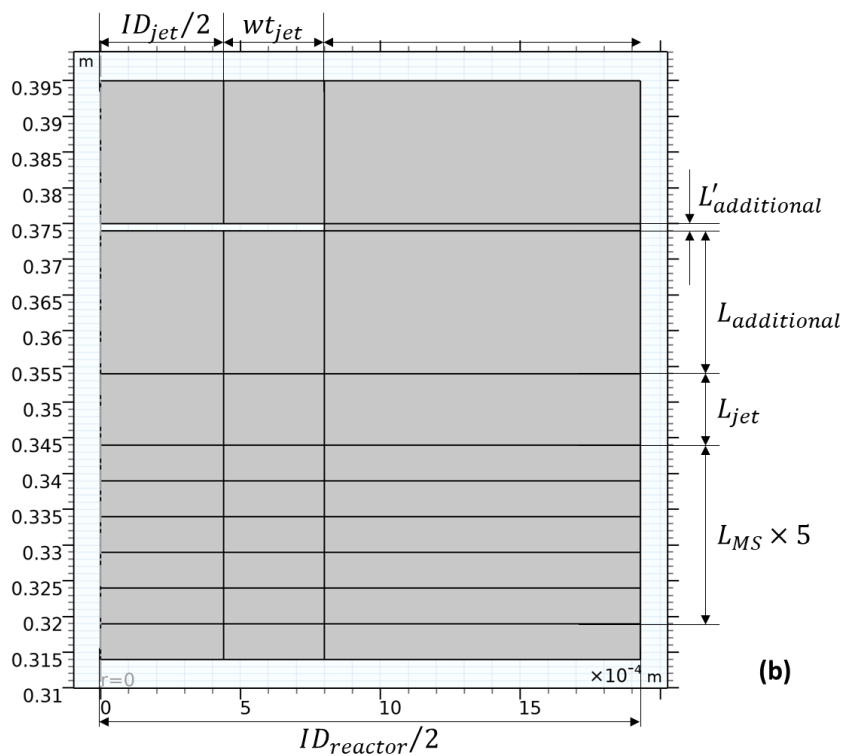 ID_jet/2 wt_jet
m
0.395
0.39
0.385
0.38
L'_additional
0.375
0.37
0.365
L_additional
0.36
0.355
0.35
L_jet
0.345
0.34
0.335
L_MS × 5
0.33
0.325
0.32
0.315
r=0 ×10⁻⁴ m (b)
0.31
0 5 10 15
ID_reactor/2